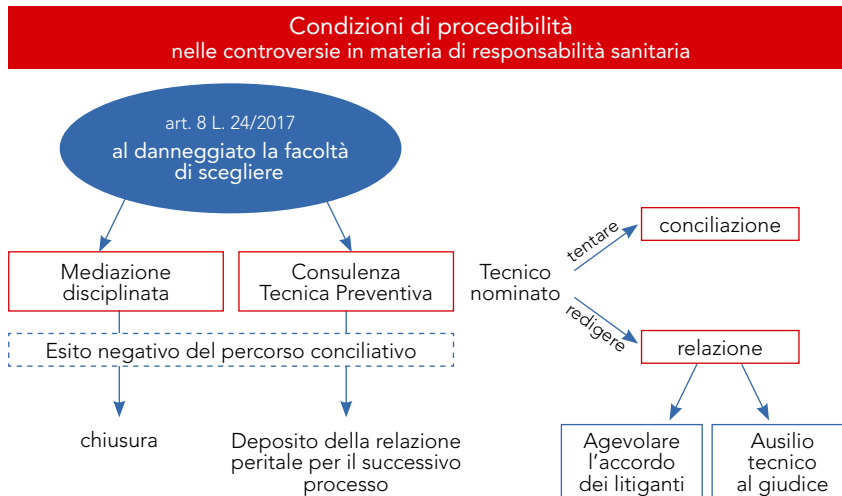 Condizioni di procedibilità
nelle controversie in materia di responsabilità sanitaria
art. 8 L. 24/2017
al danneggiato la facoltà
di scegliere
Mediazione
disciplinata
Consulenza
Tecnica Preventiva
Esito negativo del percorso conciliativo
chiusura
Deposito della relazione
peritale per il successivo
processo
Tecnico
nominato
tentare
conciliazione
redigere
relazione
Agevolare
l'accordo
dei litiganti
Ausilio
tecnico
al giudice